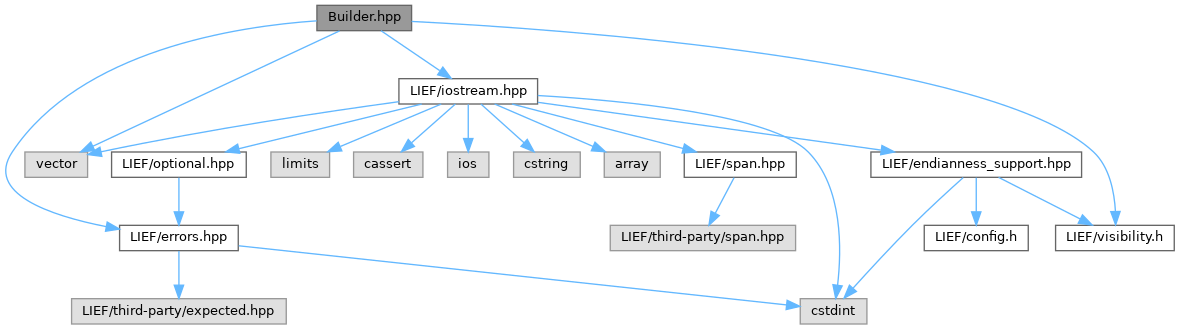 Builder.hpp
LIEF/iostream.hpp
vector
LIEF/optional.hpp
limits
cassert
ios
cstring
array
LIEF/span.hpp
LIEF/endianness_support.hpp
LIEF/errors.hpp
LIEF/third-party/span.hpp
LIEF/config.h
LIEF/visibility.h
LIEF/third-party/expected.hpp
cstdint